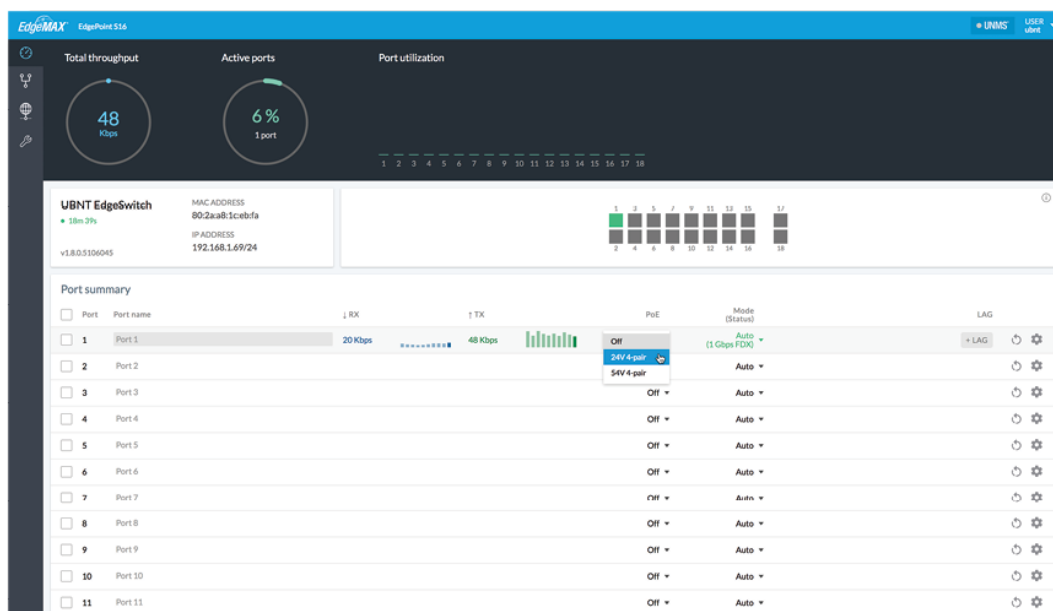 EdgeMAX EdgePoint S16 UNMS USER ubnt
Total throughput Active ports Port utilization
48 Kbps
6 % 1 port
1 2 3 4 5 6 7 8 9 10 11 12 13 14 15 16 17 18
UBNT EdgeSwitch
18m 39s
v1.8.0.5106045
MAC ADDRESS
80:2a:a8:1c:eb:fa
IP ADDRESS
192.168.1.69/24
1 3 5 7 9 11 13 15 17
2 4 6 8 10 12 14 16 18
Port summary
Port Port name ↓ RX ↑ TX PoE Mode (Status) LAG
1 Port 1 20 Kbps 48 Kbps Off Auto (1 Gbps FDX) + LAG
24V 4-pair
54V 4-pair
2 Port 2 Auto
3 Port 3 Off Auto
4 Port 4 Off Auto
5 Port 5 Off Auto
6 Port 6 Off Auto
7 Port 7 Off Auto
8 Port 8 Off Auto
9 Port 9 Off Auto
10 Port 10 Off Auto
11 Port 11 Off Auto